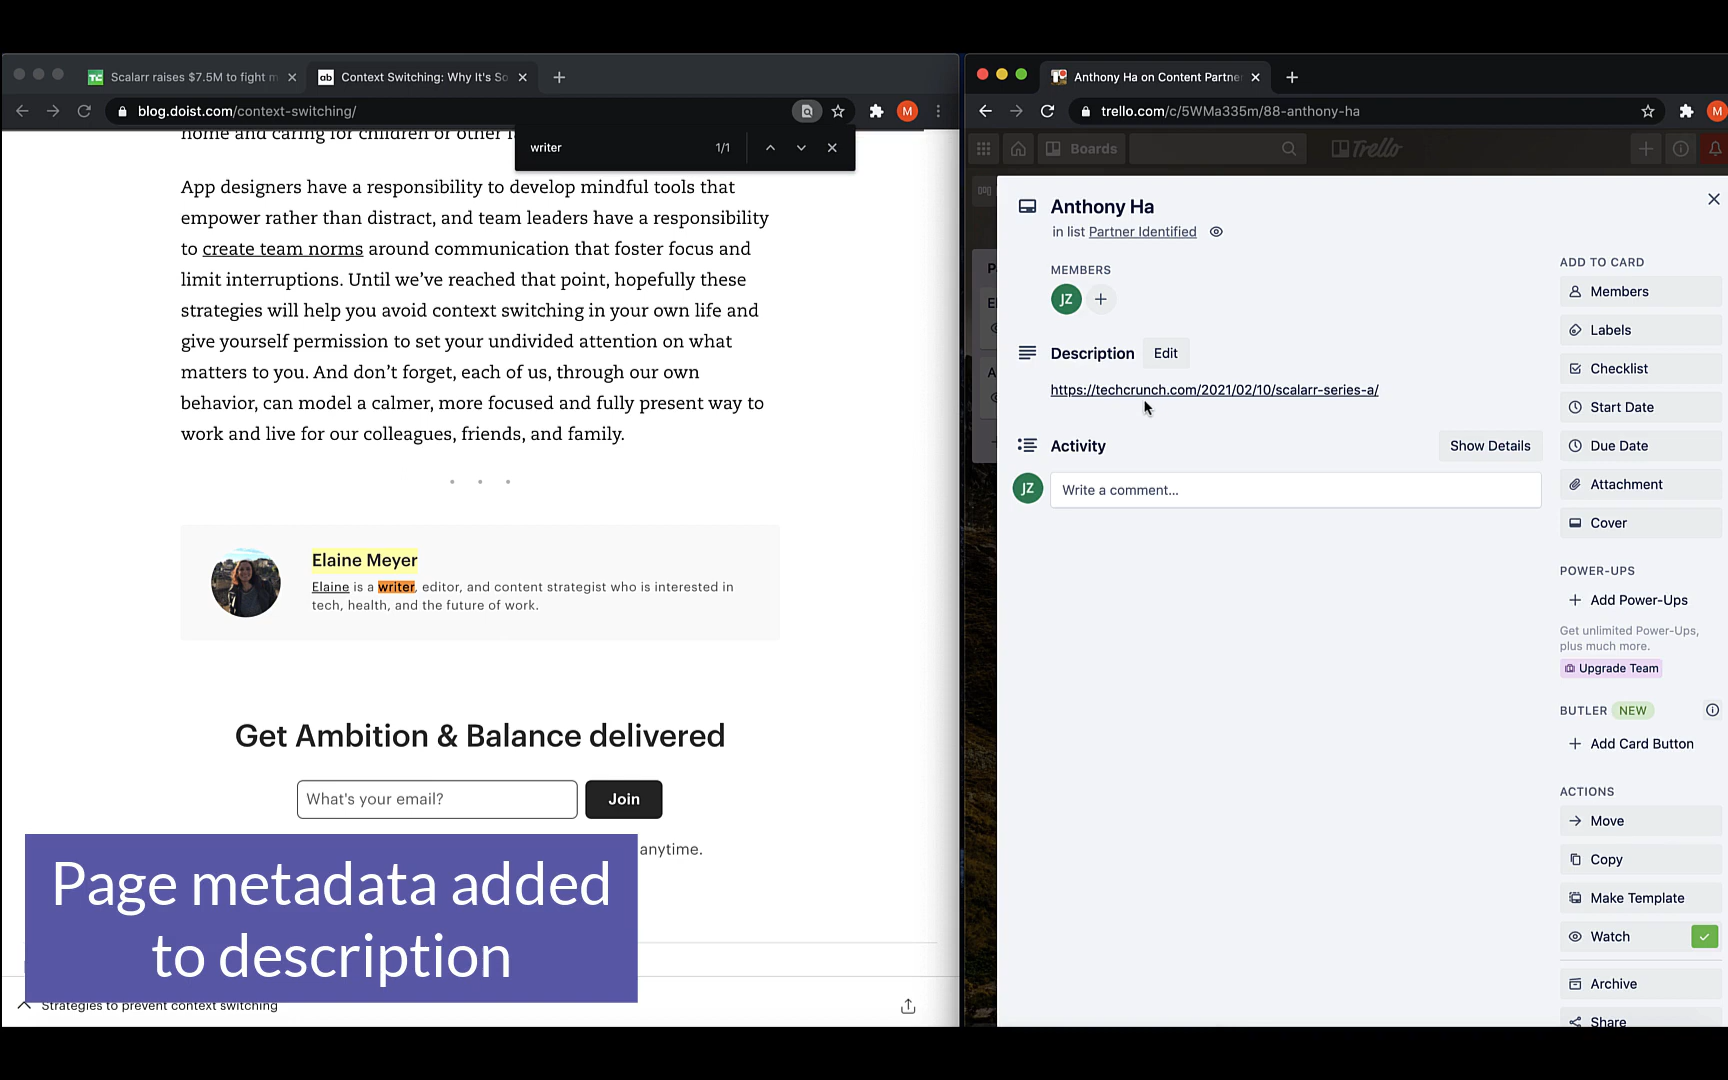 Scalarr raises $7.5M to fight m
Context Switching: Why It's So
blog.doist.com/context-switching/
M
writer
1/1
home and caring for children or other
App designers have a responsibility to develop mindful tools that
empower rather than distract, and team leaders have a responsibility
to create team norms around communication that foster focus and
limit interruptions. Until we’ve reached that point, hopefully these
strategies will help you avoid context switching in your own life and
give yourself permission to set your undivided attention on what
matters to you. And don’t forget, each of us, through our own
behavior, can model a calmer, more focused and fully present way to
work and live for our colleagues, friends, and family.
Elaine Meyer
Elaine is a writer, editor, and content strategist who is interested in
tech, health, and the future of work.
Get Ambition & Balance delivered
What's your email?
Join
anytime.
Page metadata added
to description
Strategies to prevent context switching
Anthony Ha on Content Partner
trello.com/c/5WMa335m/88-anthony-ha
M
Boards
Trello
Anthony Ha
in list Partner Identified
MEMBERS
JZ
Description
Edit
https://techcrunch.com/2021/02/10/scalarr-series-a/
Activity
Show Details
JZ
Write a comment...
ADD TO CARD
Members
Labels
Checklist
Start Date
Due Date
Attachment
Cover
POWER-UPS
Add Power-Ups
Get unlimited Power-Ups,
plus much more.
Upgrade Team
BUTLER NEW
Add Card Button
ACTIONS
Move
Copy
Make Template
Watch
Archive
Share